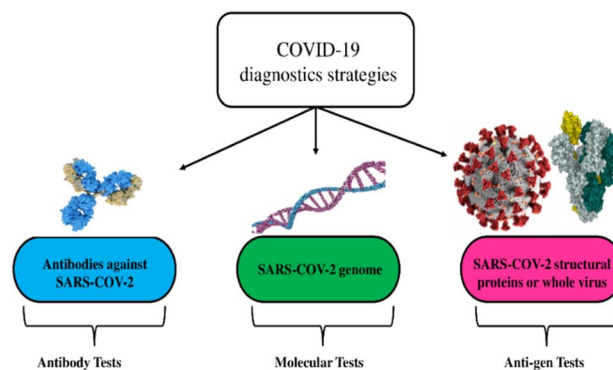 COVID-19
diagnostics strategies
Antibodies against
SARS-COV-2
SARS-COV-2 genome
SARS-COV-2 structural
proteins or whole virus
Antibody Tests
Molecular Tests
Anti-gen Tests